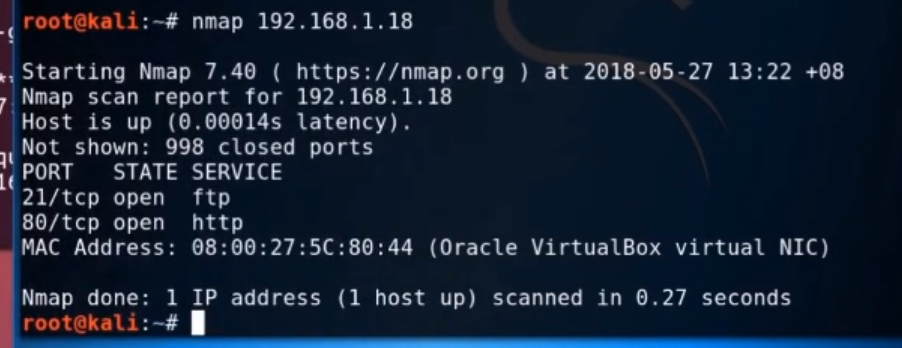 root@kali:~# nmap 192.168.1.18
Starting Nmap 7.40 ( https://nmap.org ) at 2018-05-27 13:22 +08
Nmap scan report for 192.168.1.18
Host is up (0.00014s latency).
Not shown: 998 closed ports
PORT   STATE SERVICE
21/tcp open  ftp
80/tcp open  http
MAC Address: 08:00:27:5C:80:44 (Oracle VirtualBox virtual NIC)
Nmap done: 1 IP address (1 host up) scanned in 0.27 seconds
root@kali:~#